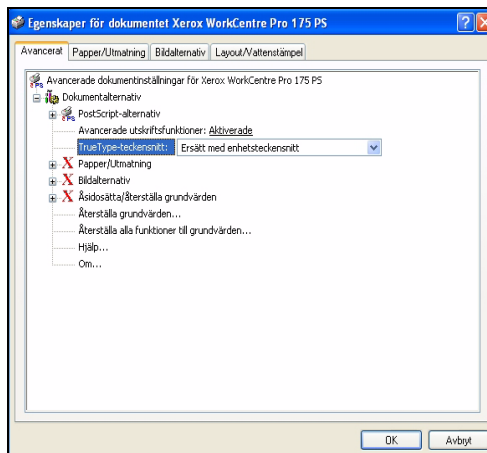 Egenskaper för dokumentet Xerox WorkCentre Pro 175 PS
Avancerat Papper/Utmatning Bildalternativ Layout/Vattenstämpel
Avancerade dokumentinställningar för Xerox WorkCentre Pro 175 PS
Dokumentalternativ
PostScript-alternativ
Avancerade utskriftsfunktioner: Aktiverade
TrueType-teckensnitt: Ersätt med enhetsteckensnitt
Papper/Utmatning
Bildalternativ
Åsidosätta/återställa grundvärden
Återställa grundvärden...
Återställa alla funktioner till grundvärden...
Hjälp...
Om...
OK Avbryt